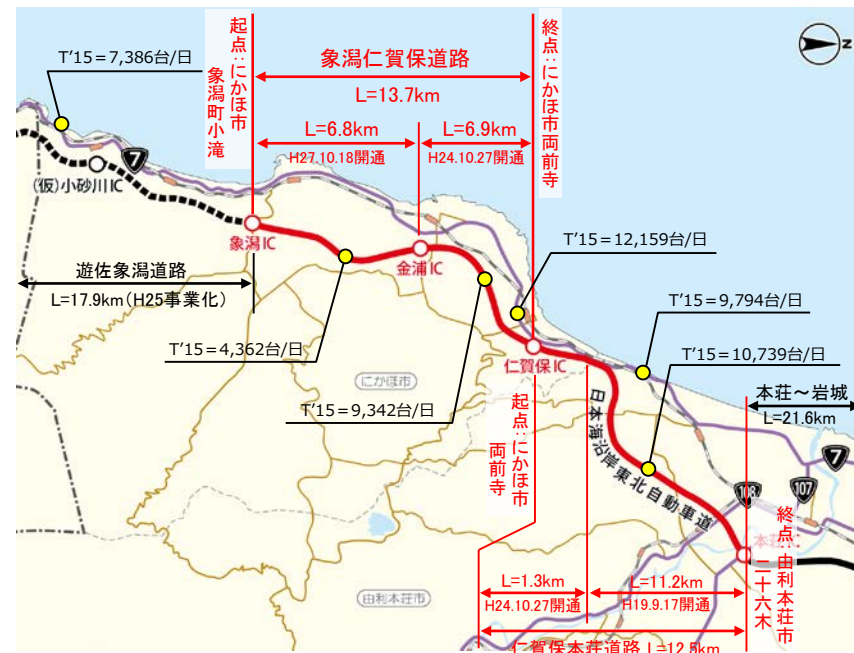 T'15=7,386台/日
起点:にかほ市
象潟町小滝
象潟仁賀保道路
L=13.7km
L=6.8km
H27.10.18開通
L=6.9km
H24.10.27開通
終点:にかほ市両前寺
N
7
(仮)小砂川IC
象潟IC
金浦IC
遊佐象潟道路
L=17.9km(H25事業化)
T'15=12,159台/日
T'15=9,794台/日
T'15=4,362台/日
仁賀保IC
T'15=10,739台/日
にかほ市
T'15=9,342台/日
起点:にかほ市
両前寺
日本海沿岸東北自動車道
本荘~岩城
L=21.6km
7
108
107
本荘IC
終点:由利本荘市
二十六木
由利本荘市
L=1.3km
H24.10.27開通
L=11.2km
H19.9.17開通
仁賀保本荘道路 L=12.5km